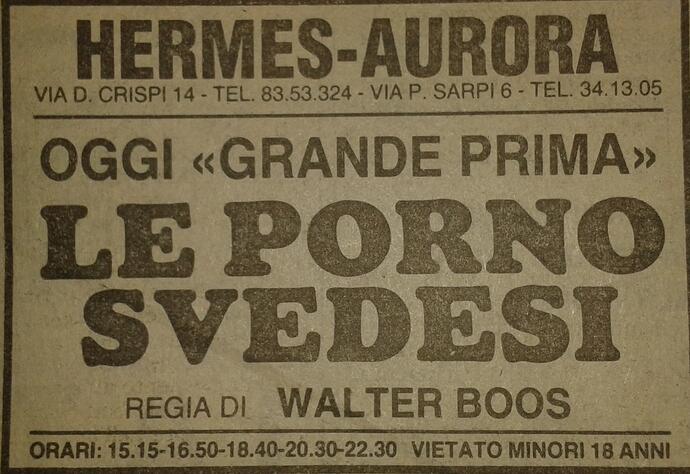 HERMES-AURORA
VIA D. CRISPI 14 - TEL. 83.53.324 - VIA P. SARPI 6 - TEL. 34.13.05
OGGI «GRANDE PRIMA»
LE PORNO
SVEDESI
REGIA DI WALTER BOOS
ORARI: 15.15-16.50-18.40-20.30-22.30 VIETATO MINORI 18 ANNI